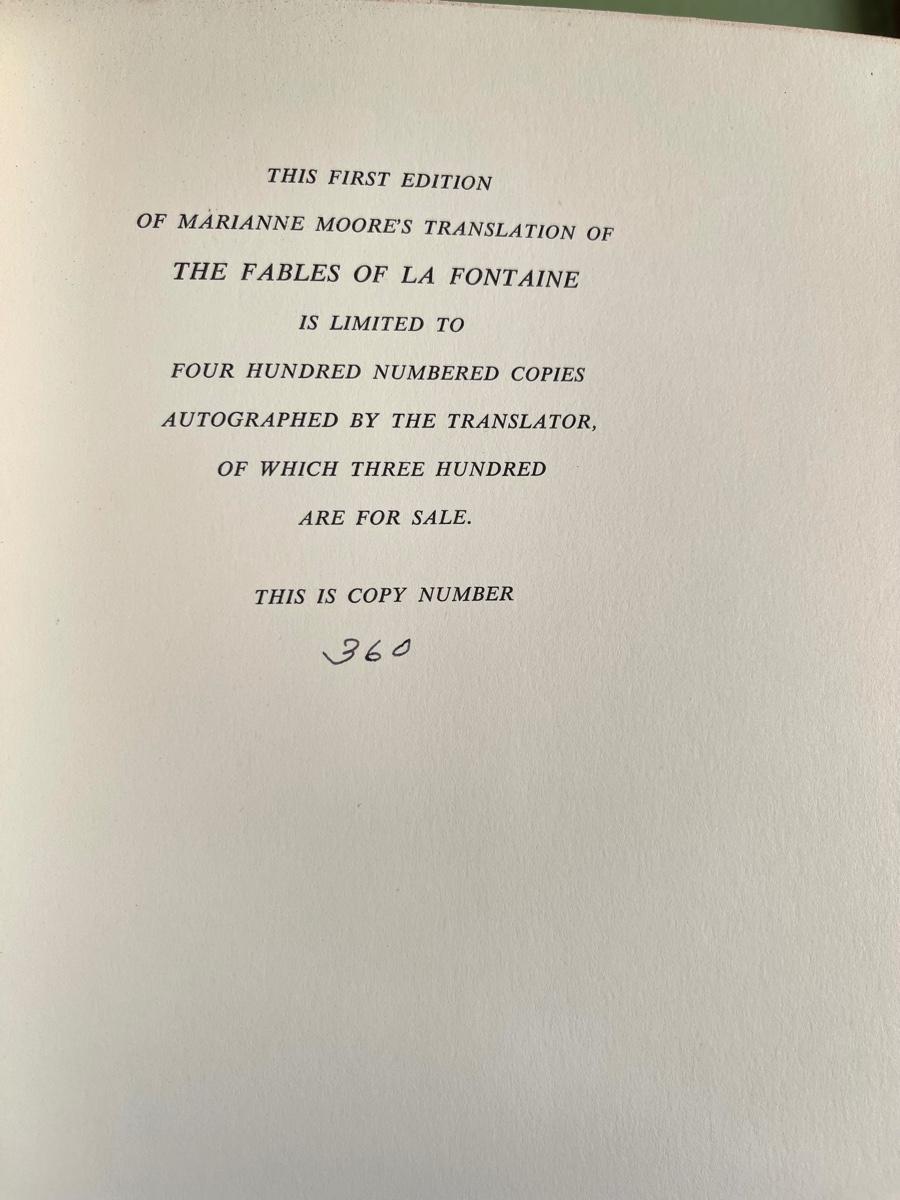 THIS FIRST EDITION
OF MARIANNE MOORE'S TRANSLATION OF
THE FABLES OF LA FONTAINE
IS LIMITED TO
FOUR HUNDRED NUMBERED COPIES
AUTOGRAPHED BY THE TRANSLATOR,
OF WHICH THREE HUNDRED
ARE FOR SALE.
THIS IS COPY NUMBER
360